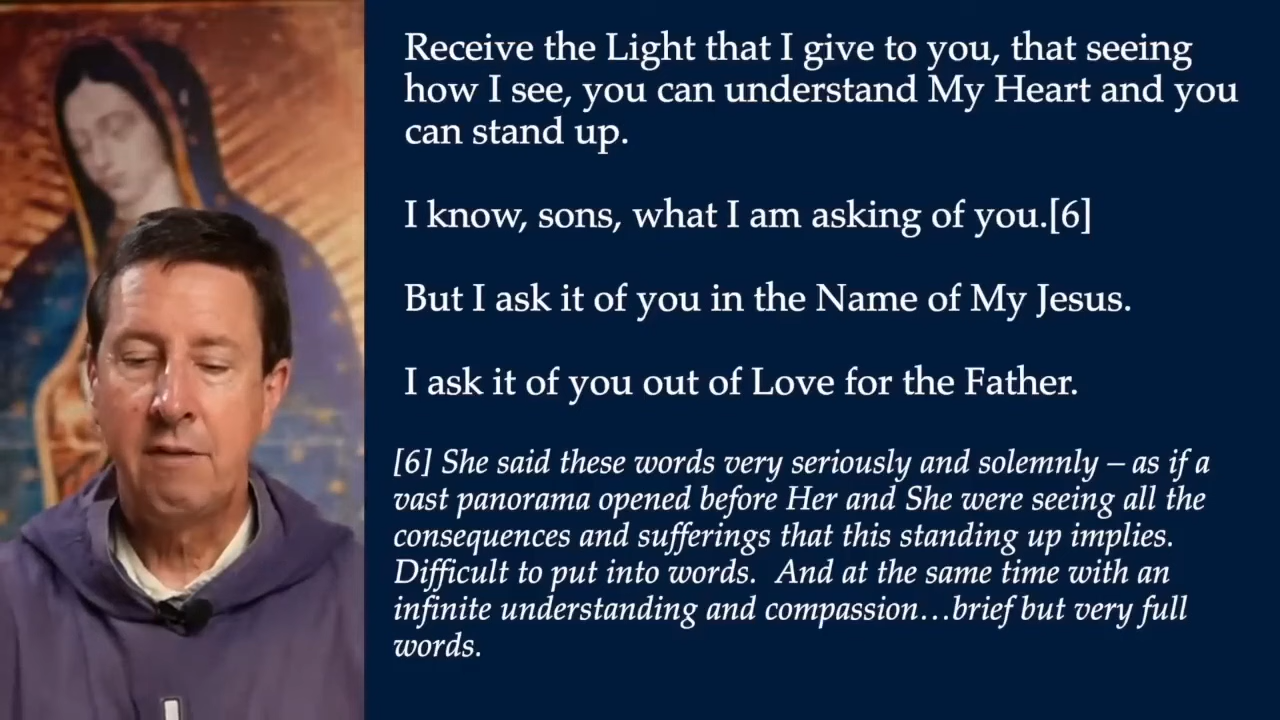 Receive the Light that I give to you, that seeing
how I see, you can understand My Heart and you
can stand up.
I know, sons, what I am asking of you.[6]
But I ask it of you in the Name of My Jesus.
I ask it of you out of Love for the Father.
[6] She said these words very seriously and solemnly – as if a
vast panorama opened before Her and She were seeing all the
consequences and sufferings that this standing up implies.
Difficult to put into words.  And at the same time with an
infinite understanding and compassion…brief but very full
words.